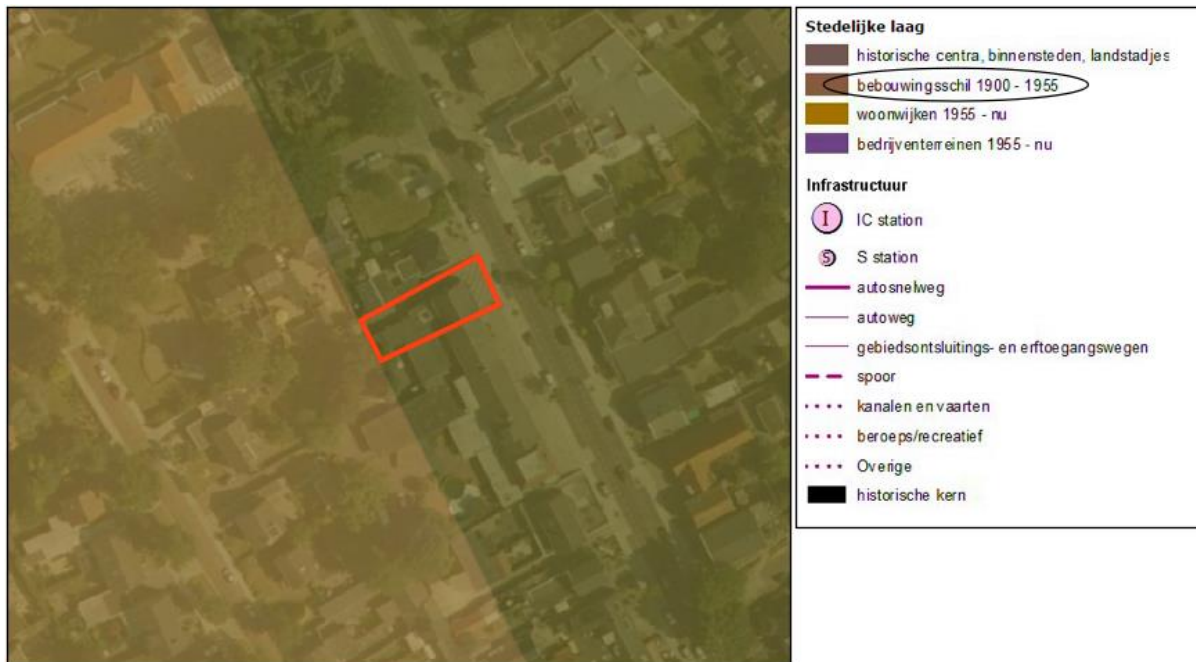 Stedelijke laag
historische centra, binnensteden, landstadjes
bebouwingsschil 1900 - 1955
woonwijken 1955 - nu
bedrijventerreinen 1955 - nu
Infrastructuur
I IC station
S S station
autosnelweg
autoweg
gebiedsontsluitings- en erftoegangswegen
spoor
kanalen en vaarten
beroeps/recreatief
Overige
historische kern